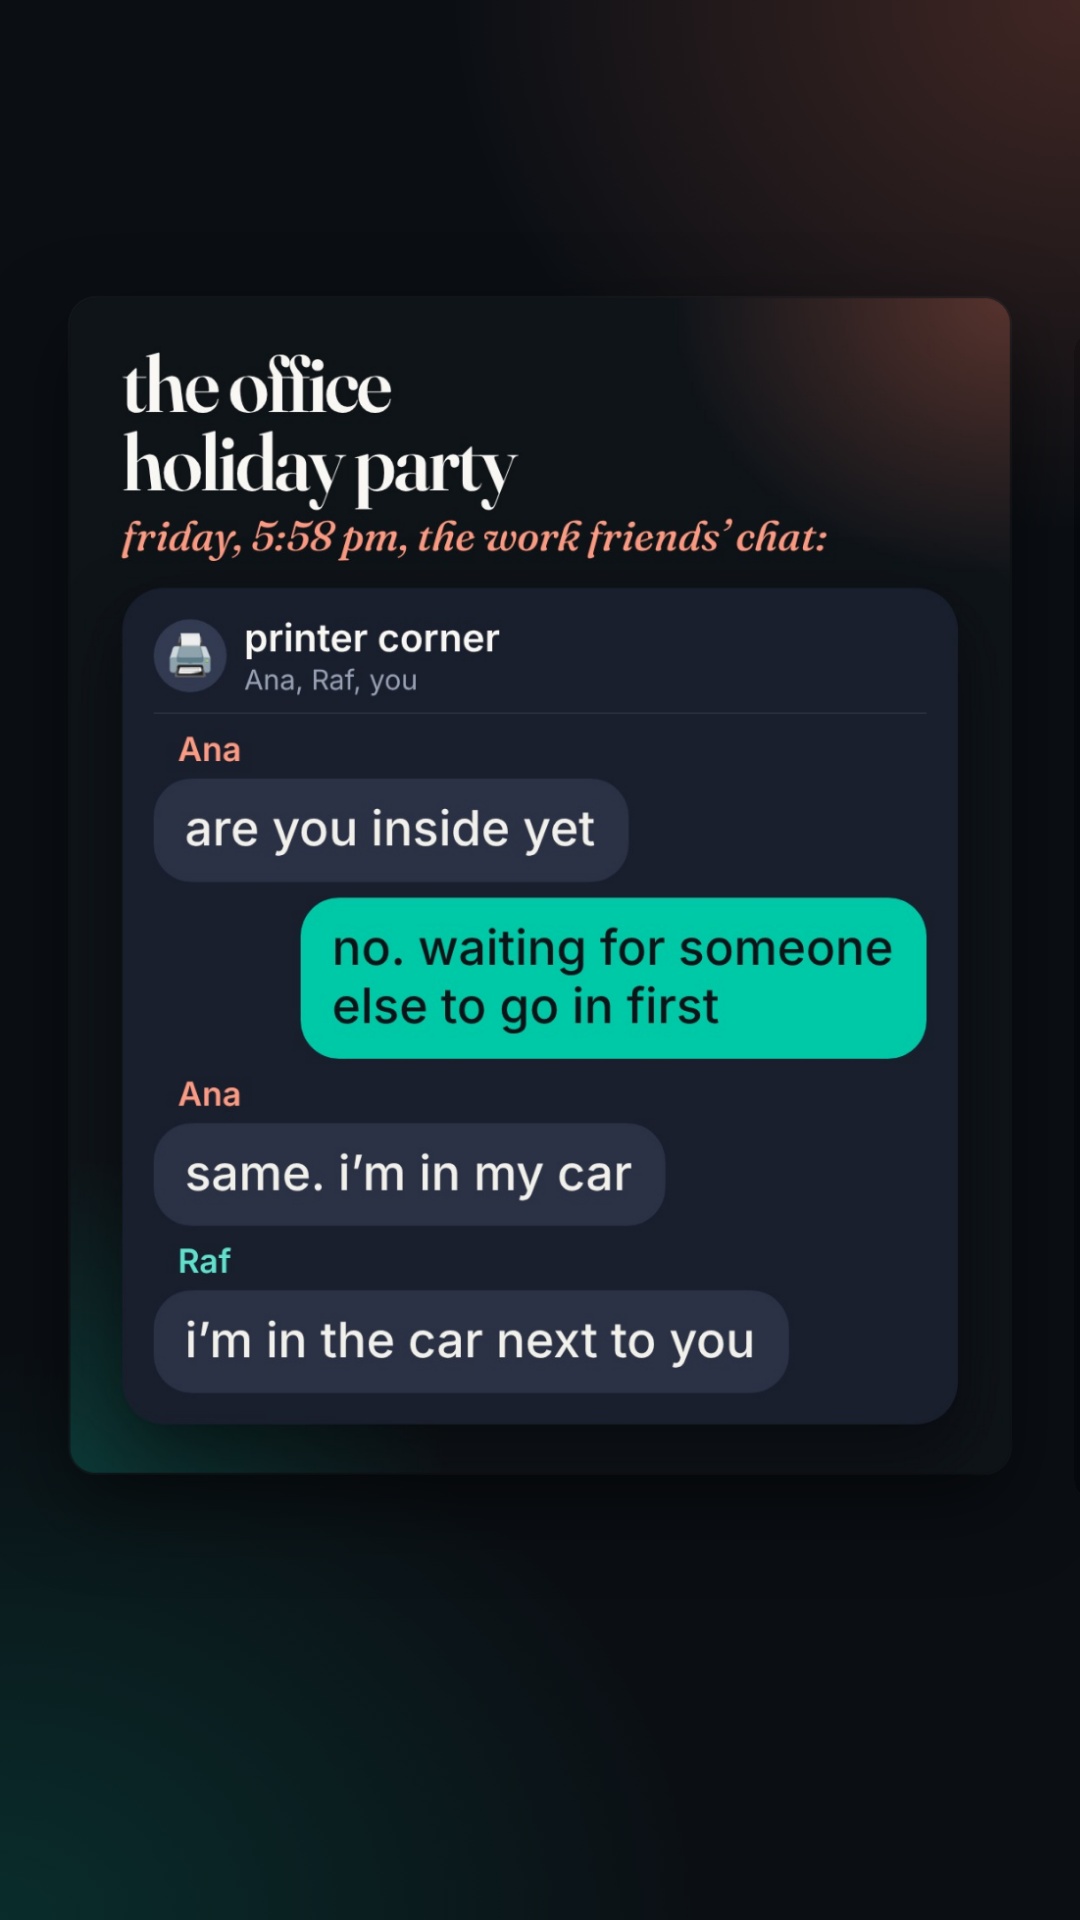 the office
holiday party
friday, 5:58 pm, the work friends’ chat:
printer corner
Ana, Raf, you
Ana
are you inside yet
no. waiting for someone
else to go in first
Ana
same. i’m in my car
Raf
i’m in the car next to you